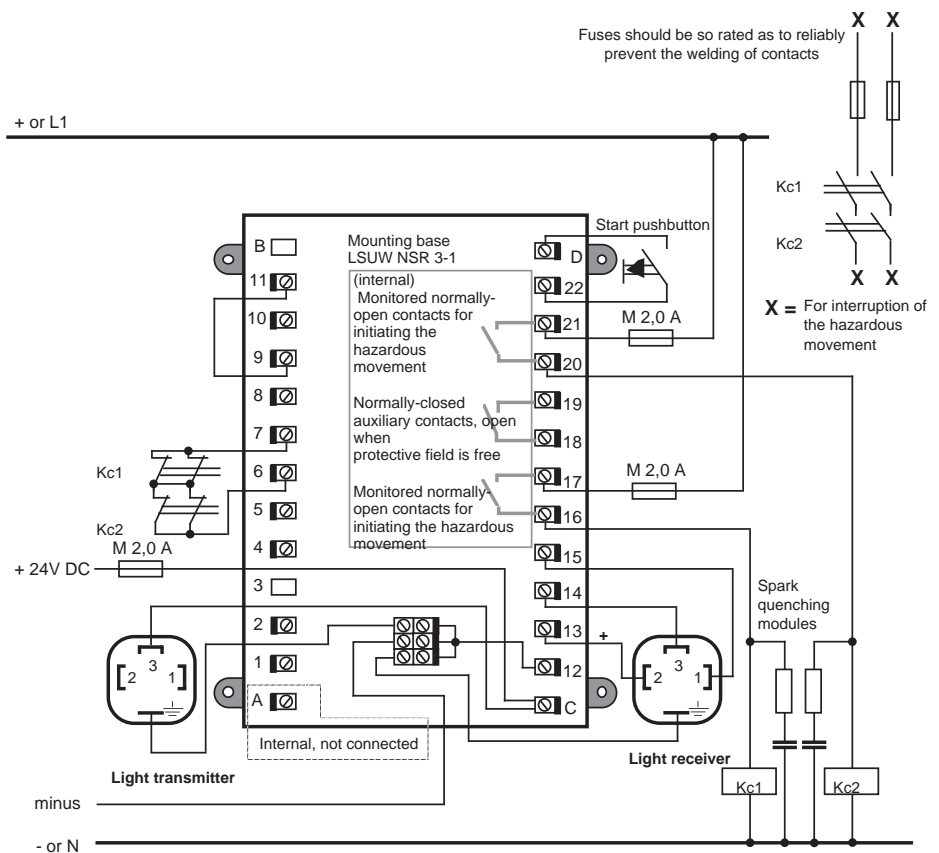 X X
Fuses should be so rated as to reliably
prevent the welding of contacts
+ or L1
Kc1
Kc2
X X
X = For interruption of
the hazardous
movement
Start pushbutton
Mounting base
LSUW NSR 3-1
(internal)
Monitored normally-
open contacts for
initiating the
hazardous
movement
Normally-closed
auxiliary contacts, open
when
protective field is free
Monitored normally-
open contacts for
initiating the hazardous
movement
B
11
10
9
8
7
6
5
4
3
2
1
A
D
22
21
20
19
18
17
16
15
14
13
12
C
M 2,0 A
M 2,0 A
Kc1
Kc2
M 2,0 A
+ 24V DC
+
Spark
quenching
modules
3
2 1
3
2 1
Internal, not connected
Light transmitter
Light receiver
Kc1
Kc2
minus
- or N